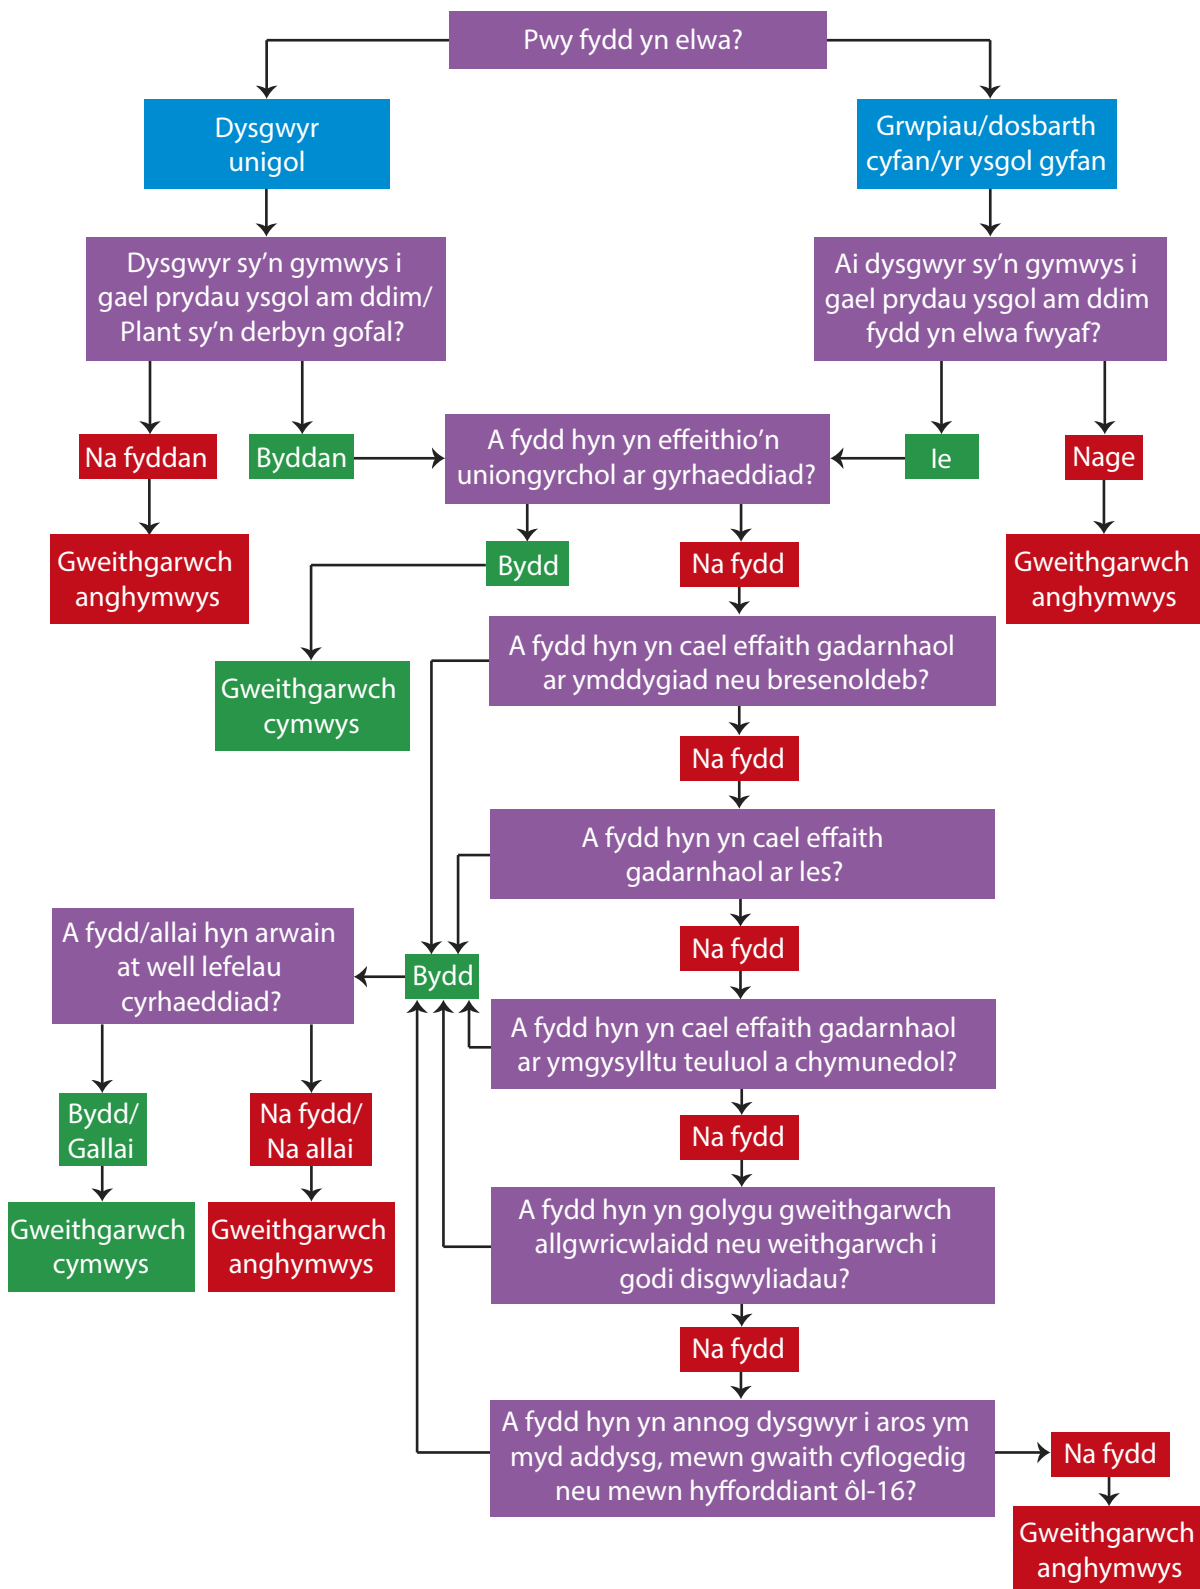 Pwy fydd yn elwa?
Dysgwyr
unigol
Grwpiau/dosbarth
cyfan/yr ysgol gyfan
Dysgwyr sy’n gymwys i
gael prydau ysgol am ddim/
Plant sy’n derbyn gofal?
Ai dysgwyr sy’n gymwys i
gael prydau ysgol am ddim
fydd yn elwa fwyaf?
Na fyddan
Byddan
A fydd hyn yn effeithio’n
uniongyrchol ar gyrhaeddiad?
Ie
Nage
Gweithgarwch
anghymwys
Bydd
Na fydd
Gweithgarwch
anghymwys
A fydd hyn yn cael effaith gadarnhaol
ar ymddygiad neu bresenoldeb?
Gweithgarwch
cymwys
Na fydd
A fydd hyn yn cael effaith
gadarnhaol ar les?
Na fydd
A fydd/allai hyn arwain
at well lefelau
cyrhaeddiad?
Bydd
A fydd hyn yn cael effaith gadarnhaol
ar ymgysylltu teuluol a chymunedol?
Bydd/
Gallai
Na fydd/
Na allai
Na fydd
Gweithgarwch
cymwys
Gweithgarwch
anghymwys
A fydd hyn yn golygu gweithgarwch
allgwricwlaidd neu weithgarwch i
godi disgwyliadau?
Na fydd
A fydd hyn yn annog dysgwyr i aros ym
myd addysg, mewn gwaith cyflogedig
neu mewn hyfforddiant ôl-16?
Na fydd
Gweithgarwch
anghymwys